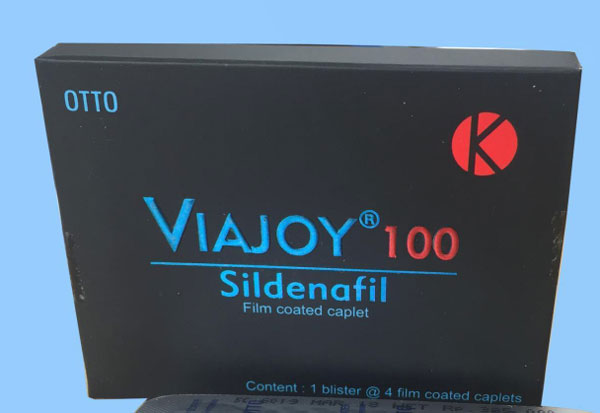 OTTO
K
VIAJOY® 100
Sildenafil
Film coated caplet
Content : 1 blister @ 4 film coated caplets